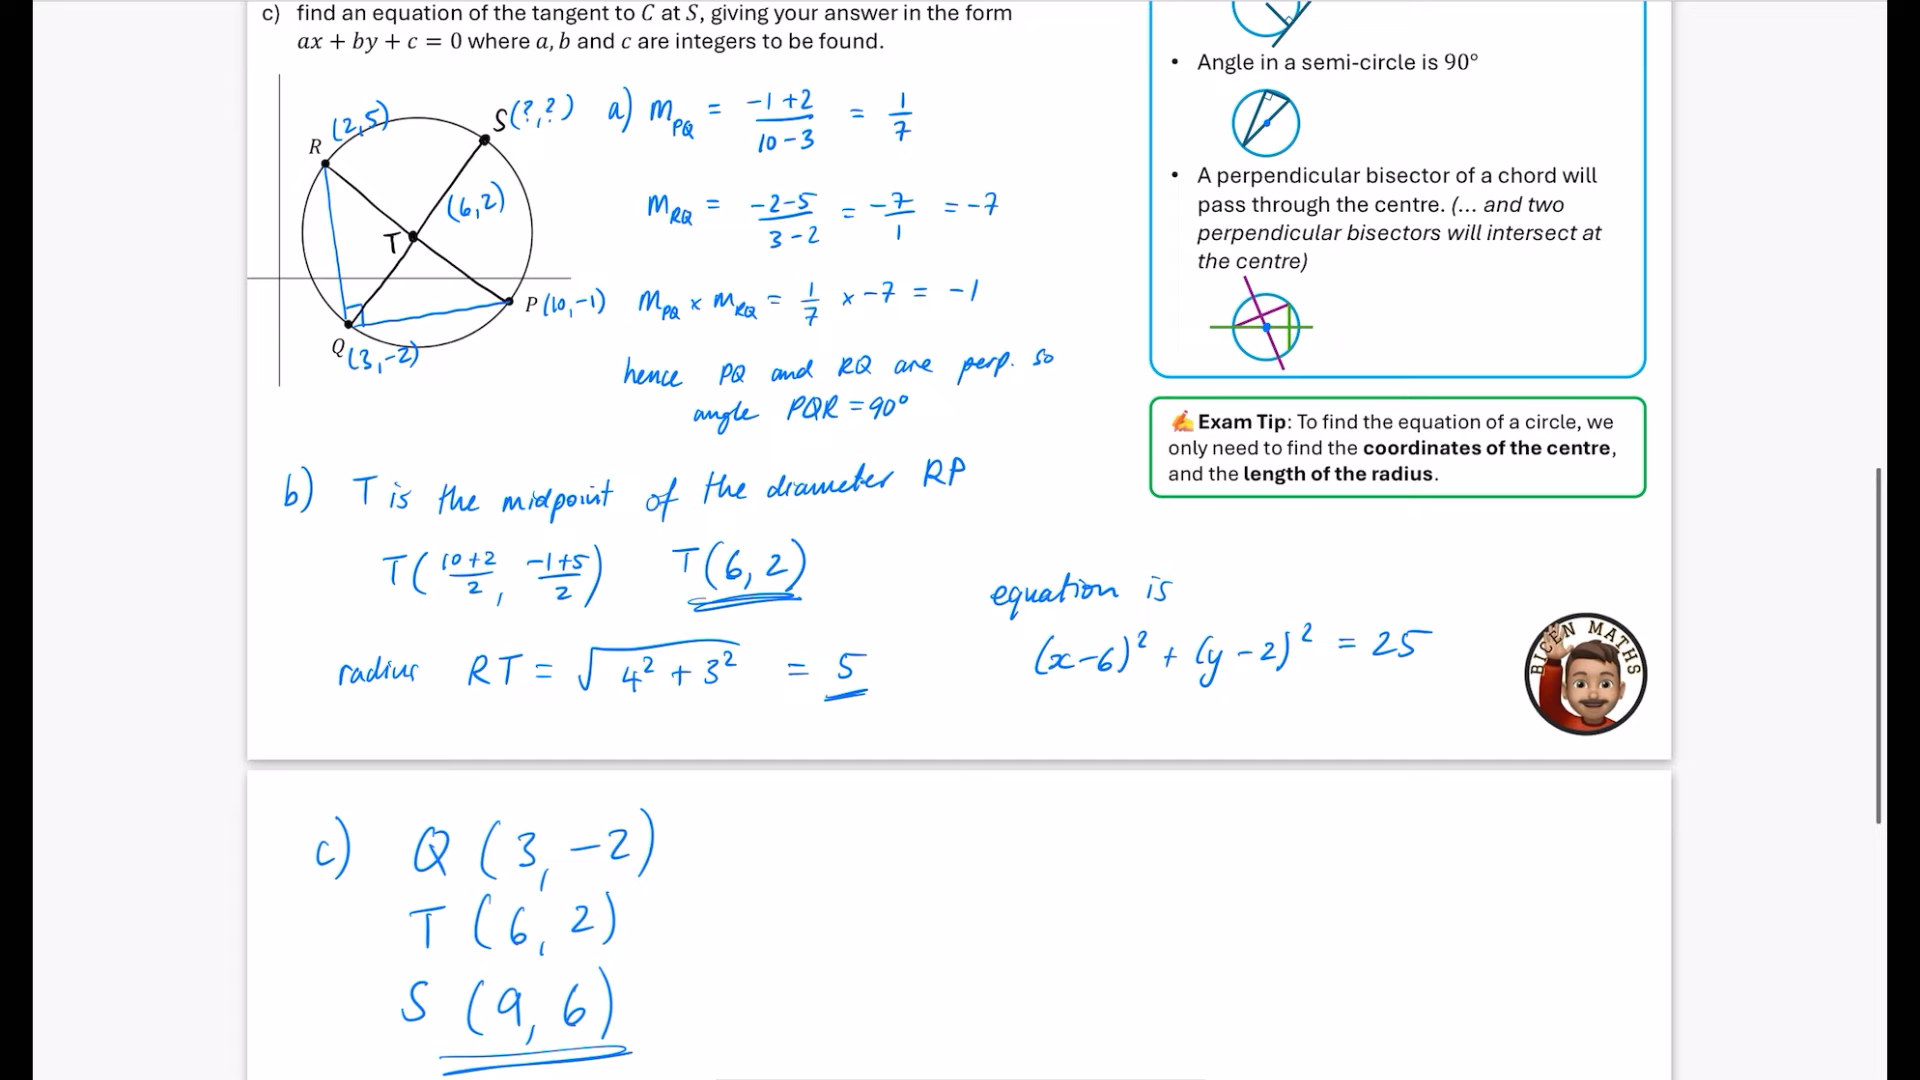 c) find an equation of the tangent to C at S, giving your answer in the form
ax + by + c = 0 where a, b and c are integers to be found.
R
(2,5)
S(?,?)
(6,2)
T
P (10,-1)
Q (3,-2)
a) m_PQ = (-1+2)/(10-3) = 1/7
m_RQ = (-2-5)/(3-2) = -7/1 = -7
m_PQ × m_RQ = 1/7 × -7 = -1
hence PQ and RQ are perp. so
angle PQR = 90°
b) T is the midpoint of the diameter RP
T((10+2)/2, (-1+5)/2) T(6,2)
radius RT = √(4² + 3²) = 5
equation is
(x-6)² + (y-2)² = 25
• Angle in a semi-circle is 90°
• A perpendicular bisector of a chord will
pass through the centre. (... and two
perpendicular bisectors will intersect at
the centre)
✍️ Exam Tip: To find the equation of a circle, we
only need to find the coordinates of the centre,
and the length of the radius.
BICEN MATHS
c) Q (3, -2)
T (6, 2)
S (9, 6)